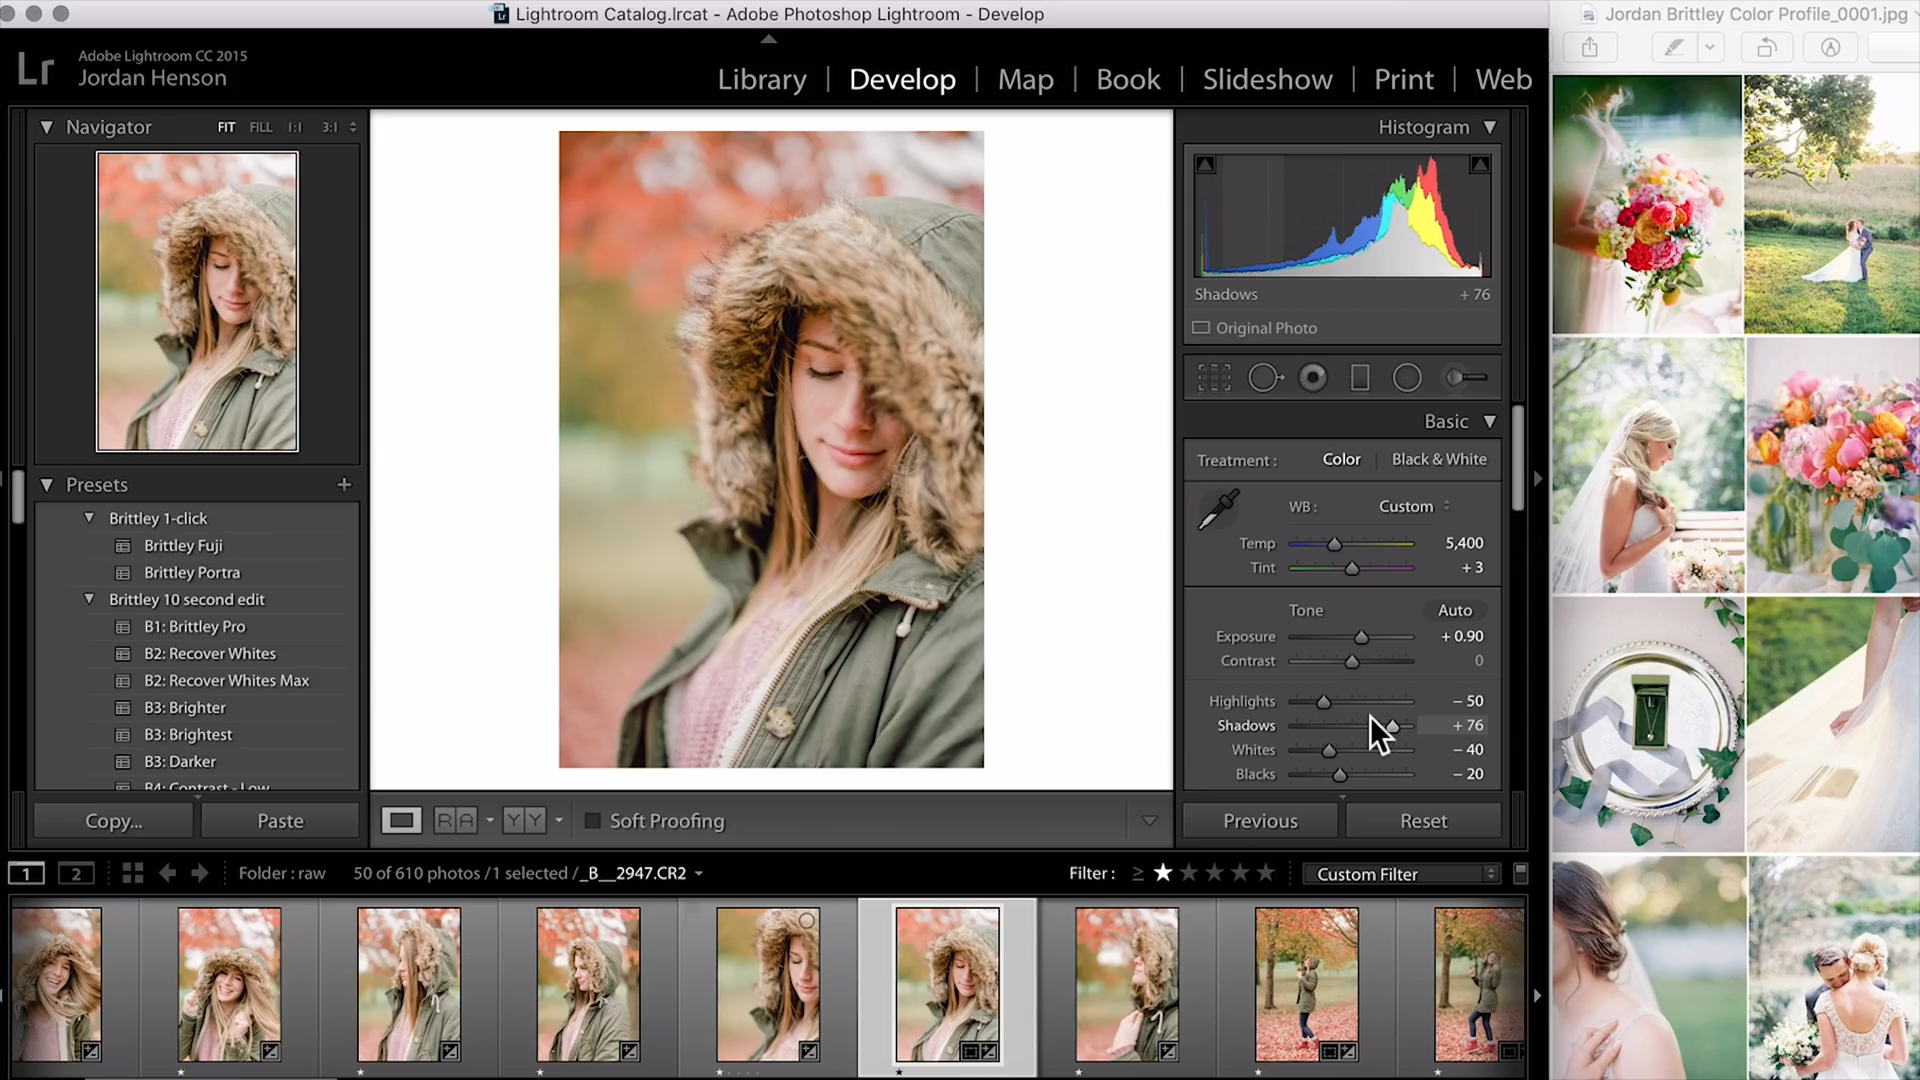 Lightroom Catalog.lrcat - Adobe Photoshop Lightroom - Develop
Jordan Brittley Color Profile_0001.jpg
Lr
Adobe Lightroom CC 2015
Jordan Henson
Library | Develop | Map | Book | Slideshow | Print | Web
Navigator FIT FILL 1:1 3:1
Presets +
Brittley 1-click
Brittley Fuji
Brittley Portra
Brittley 10 second edit
B1: Brittley Pro
B2: Recover Whites
B2: Recover Whites Max
B3: Brighter
B3: Brightest
B3: Darker
B4: Contrast - Low
Copy... Paste
R A Y Y Soft Proofing
Histogram
Shadows + 76
Original Photo
Basic
Treatment : Color | Black & White
WB : Custom
Temp 5,400
Tint + 3
Tone Auto
Exposure + 0.90
Contrast 0
Highlights – 50
Shadows + 76
Whites – 40
Blacks – 20
Previous Reset
1 2 Folder : raw 50 of 610 photos /1 selected /_B__2947.CR2 Filter : ≥ ★ ★ ★ ★ ★ Custom Filter